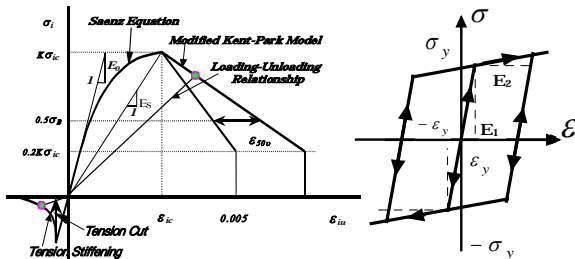 σi
Saenz Equation
Kσic
1
E0
Modified Kent-Park Model
Loading-Unloading
Relationship
ES
1
0.5σB
ε50u
0.2Kσic
εic
0.005
εiu
Tension Cut
Tension Stiffening
σ
σy
E2
- εy
E1
ε
εy
- σy